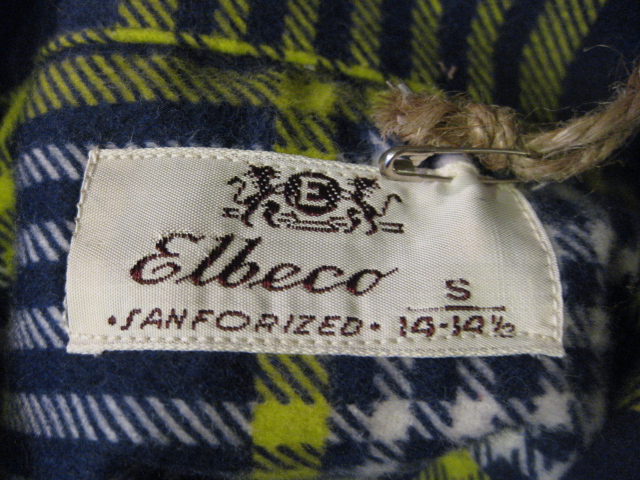 E
Elbeco
S
•SANFORIZED• 14-14½